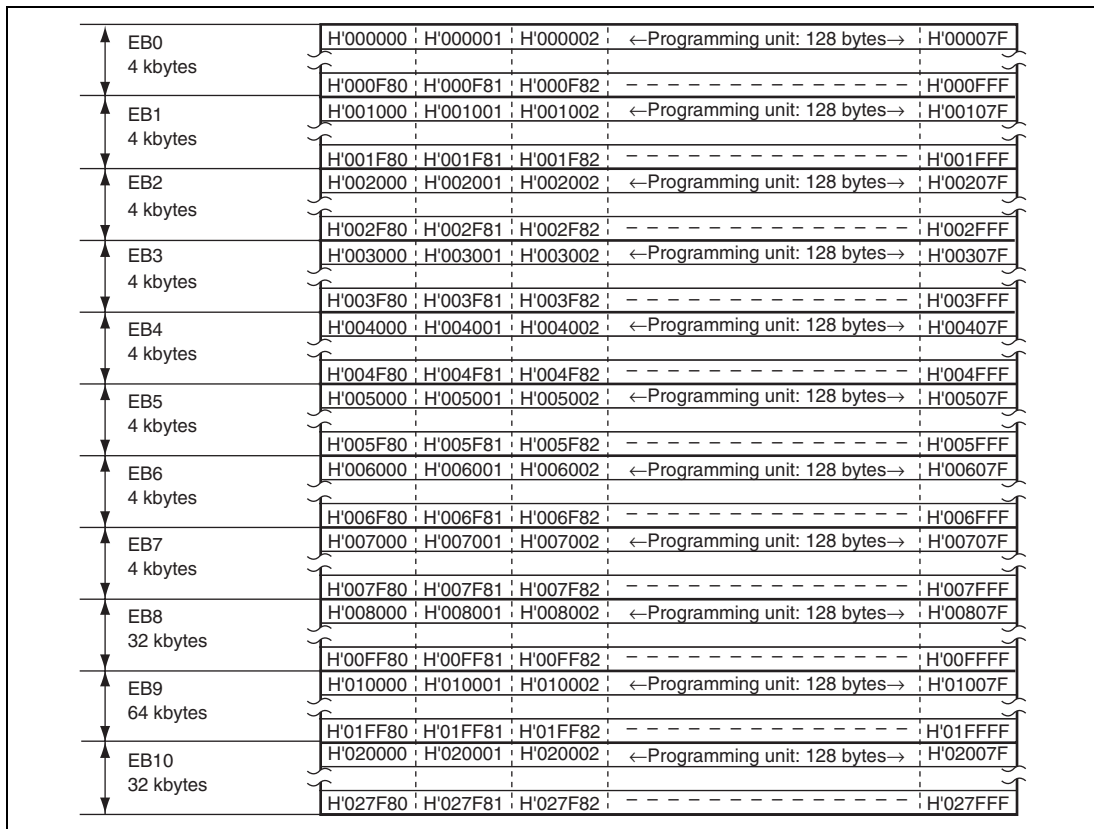 EB0 H'000000 H'000001 H'000002 ←Programming unit: 128 bytes→ H'00007F
4 kbytes
H'000F80 H'000F81 H'000F82 – – – – – – – – – – – – – – – H'000FFF
EB1 H'001000 H'001001 H'001002 ←Programming unit: 128 bytes→ H'00107F
4 kbytes
H'001F80 H'001F81 H'001F82 – – – – – – – – – – – – – – – H'001FFF
EB2 H'002000 H'002001 H'002002 ←Programming unit: 128 bytes→ H'00207F
4 kbytes
H'002F80 H'002F81 H'002F82 – – – – – – – – – – – – – – – H'002FFF
EB3 H'003000 H'003001 H'003002 ←Programming unit: 128 bytes→ H'00307F
4 kbytes
H'003F80 H'003F81 H'003F82 – – – – – – – – – – – – – – – H'003FFF
EB4 H'004000 H'004001 H'004002 ←Programming unit: 128 bytes→ H'00407F
4 kbytes
H'004F80 H'004F81 H'004F82 – – – – – – – – – – – – – – – H'004FFF
EB5 H'005000 H'005001 H'005002 ←Programming unit: 128 bytes→ H'00507F
4 kbytes
H'005F80 H'005F81 H'005F82 – – – – – – – – – – – – – – – H'005FFF
EB6 H'006000 H'006001 H'006002 ←Programming unit: 128 bytes→ H'00607F
4 kbytes
H'006F80 H'006F81 H'006F82 – – – – – – – – – – – – – – – H'006FFF
EB7 H'007000 H'007001 H'007002 ←Programming unit: 128 bytes→ H'00707F
4 kbytes
H'007F80 H'007F81 H'007F82 – – – – – – – – – – – – – – – H'007FFF
EB8 H'008000 H'008001 H'008002 ←Programming unit: 128 bytes→ H'00807F
32 kbytes
H'00FF80 H'00FF81 H'00FF82 – – – – – – – – – – – – – – – H'00FFFF
EB9 H'010000 H'010001 H'010002 ←Programming unit: 128 bytes→ H'01007F
64 kbytes
H'01FF80 H'01FF81 H'01FF82 – – – – – – – – – – – – – – – H'01FFFF
EB10 H'020000 H'020001 H'020002 ←Programming unit: 128 bytes→ H'02007F
32 kbytes
H'027F80 H'027F81 H'027F82 – – – – – – – – – – – – – – – H'027FFF